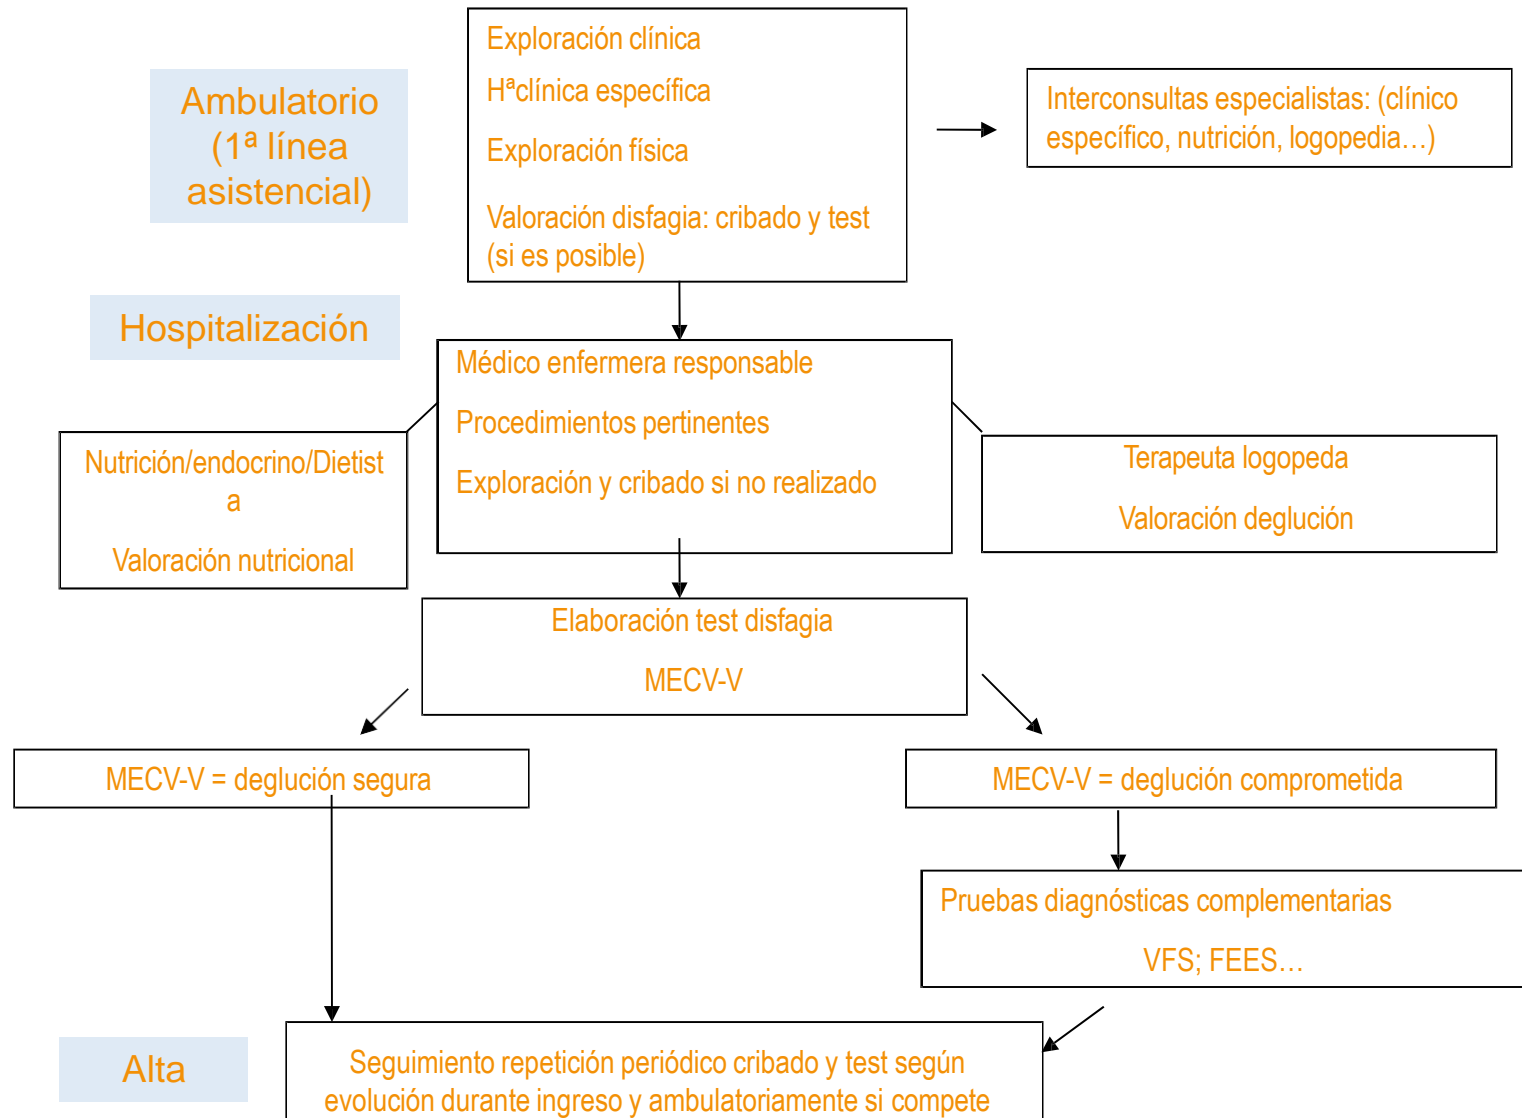 Exploración clínica
Hªclínica específica
Exploración física
Valoración disfagia: cribado y test
(si es posible)
Ambulatorio
(1ª línea
asistencial)
Interconsultas especialistas: (clínico
específico, nutrición, logopedia…)
Hospitalización
Médico enfermera responsable
Procedimientos pertinentes
Exploración y cribado si no realizado
Nutrición/endocrino/Dietist
a
Valoración nutricional
Terapeuta logopeda
Valoración deglución
Elaboración test disfagia
MECV-V
MECV-V = deglución segura
MECV-V = deglución comprometida
Pruebas diagnósticas complementarias
VFS; FEES…
Alta
Seguimiento repetición periódico cribado y test según
evolución durante ingreso y ambulatoriamente si compete